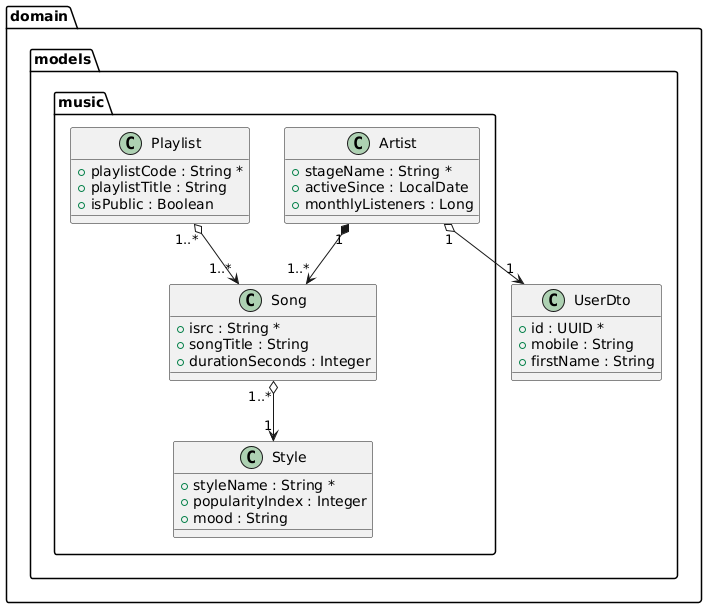 domain
models
music
C Playlist
playlistCode : String *
playlistTitle : String
isPublic : Boolean
C Artist
stageName : String *
activeSince : LocalDate
monthlyListeners : Long
1..*
1..*
1
1..*
1
1
C Song
isrc : String *
songTitle : String
durationSeconds : Integer
C UserDto
id : UUID *
mobile : String
firstName : String
1..*
1
C Style
styleName : String *
popularityIndex : Integer
mood : String